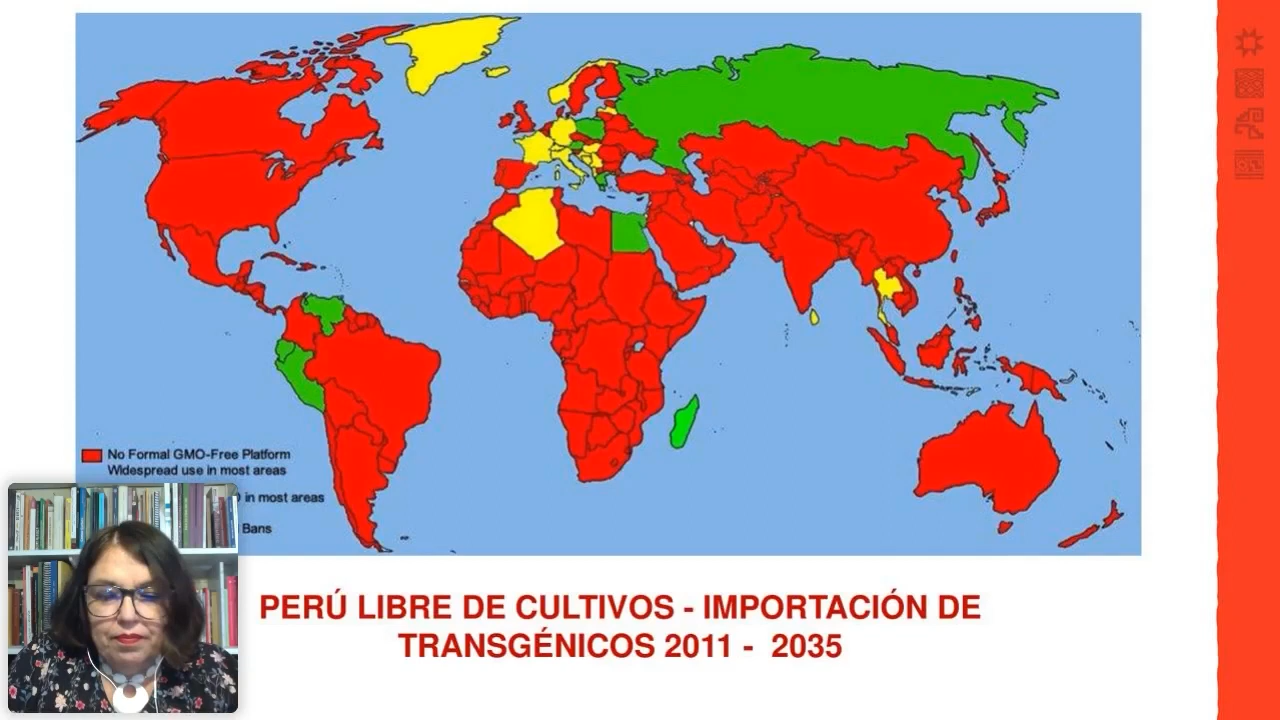 No Formal GMO-Free Platform
Widespread use in most areas
in most areas
Bans
PERÚ LIBRE DE CULTIVOS - IMPORTACIÓN DE
TRANSGÉNICOS 2011 - 2035